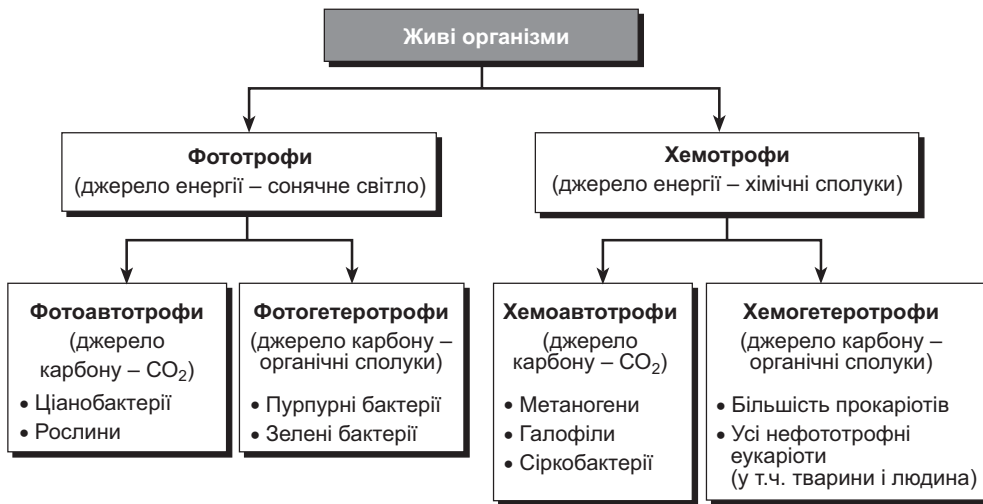 Живі організми
Фототрофи
(джерело енергії – сонячне світло)
Хемотрофи
(джерело енергії – хімічні сполуки)
Фотоавтотрофи
(джерело
карбону – CO₂)
• Ціанобактерії
• Рослини
Фотогетеротрофи
(джерело карбону –
органічні сполуки)
• Пурпурні бактерії
• Зелені бактерії
Хемоавтотрофи
(джерело
карбону – CO₂)
• Метаногени
• Галофіли
• Сіркобактерії
Хемогетеротрофи
(джерело карбону –
органічні сполуки)
• Більшість прокаріотів
• Усі нефототрофні
еукаріоти
(у т.ч. тварини і людина)